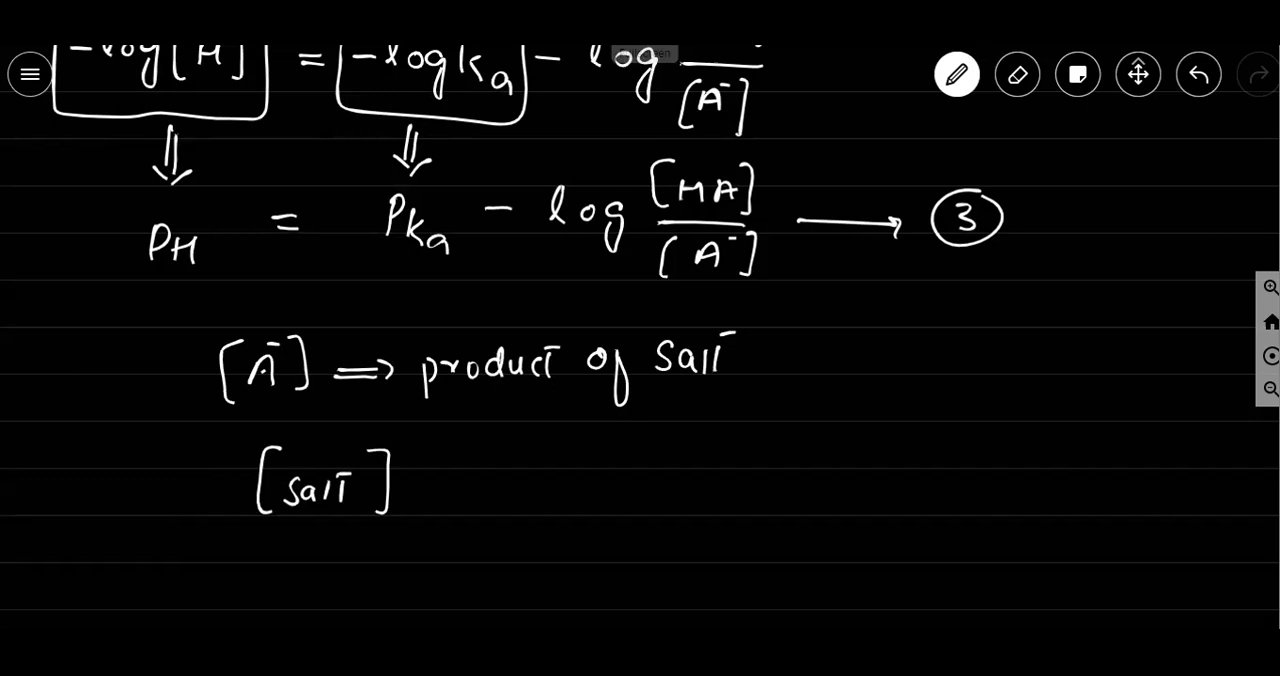 -log[H] = -log Ka - log
[A⁻]
PH = PKa - log [HA]/[A⁻] → 3
[A⁻] ⇒ product of Salt
[Salt]